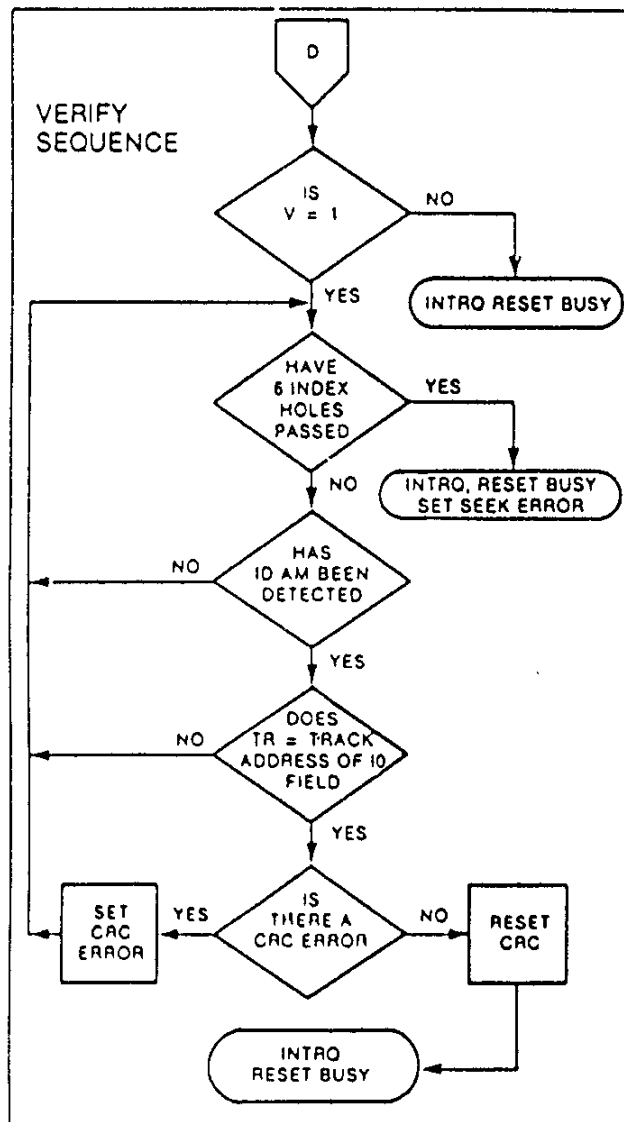 D
VERIFY
SEQUENCE
IS
V = 1
NO
INTRQ RESET BUSY
YES
HAVE
6 INDEX
HOLES
PASSED
YES
INTRQ, RESET BUSY
SET SEEK ERROR
NO
HAS
ID AM BEEN
DETECTED
NO
YES
DOES
TR = TRACK
ADDRESS OF ID
FIELD
NO
YES
IS
THERE A
CRC ERROR
YES
SET
CRC
ERROR
NO
RESET
CRC
INTRQ
RESET BUSY